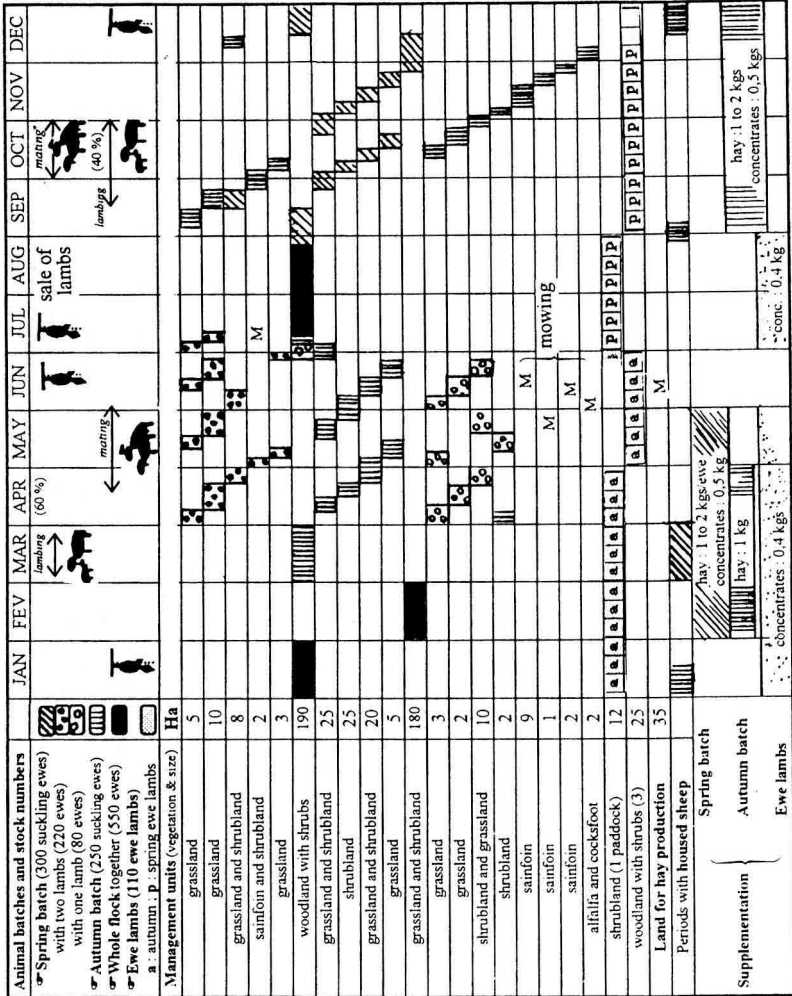 Animal batches and stock numbers JAN FEV MAR APR MAY JUN JUL AUG SEP OCT NOV DEC
☞ Spring batch (300 suckling ewes)
with two lambs (220 ewes)
with one lamb (80 ewes)
☞ Autumn batch (250 suckling ewes)
☞ Whole flock together (550 ewes)
☞ Ewe lambs (110 ewe lambs)
a : autumn ; p : spring ewe lambs
lambing (60 %)
mating
sale of
lambs
lambing
mating
(40 %)
Management units (vegetation & size) Ha
grassland 5
grassland 10
grassland and shrubland 8
sainfoin and shrubland 2 M
grassland 3
woodland with shrubs 190
grassland and shrubland 25
shrubland 25
grassland and shrubland 20
grassland and shrubland 5
grassland and shrubland 180
grassland 3
grassland 2
shrubland and grassland 10
shrubland 2
sainfoin 9 M
sainfoin 1 M
sainfoin 2 M
alfalfa and cocksfoot 2 M
mowing
shrubland (1 paddock) 12 a a a a a a a a a a a p p p p p p
woodland with shrubs (3) 25 a a a a a a p p p p p p p p p p
Land for hay production 35 M
Periods with housed sheep
Supplementation
Spring batch
hay : 1 to 2 kgs/ewe
concentrates : 0,5 kg
Autumn batch
hay : 1 kg
hay : 1 to 2 kgs
concentrates : 0,5 kg
Ewe lambs
concentrates : 0,4 kgs
conc. : 0,4 kg